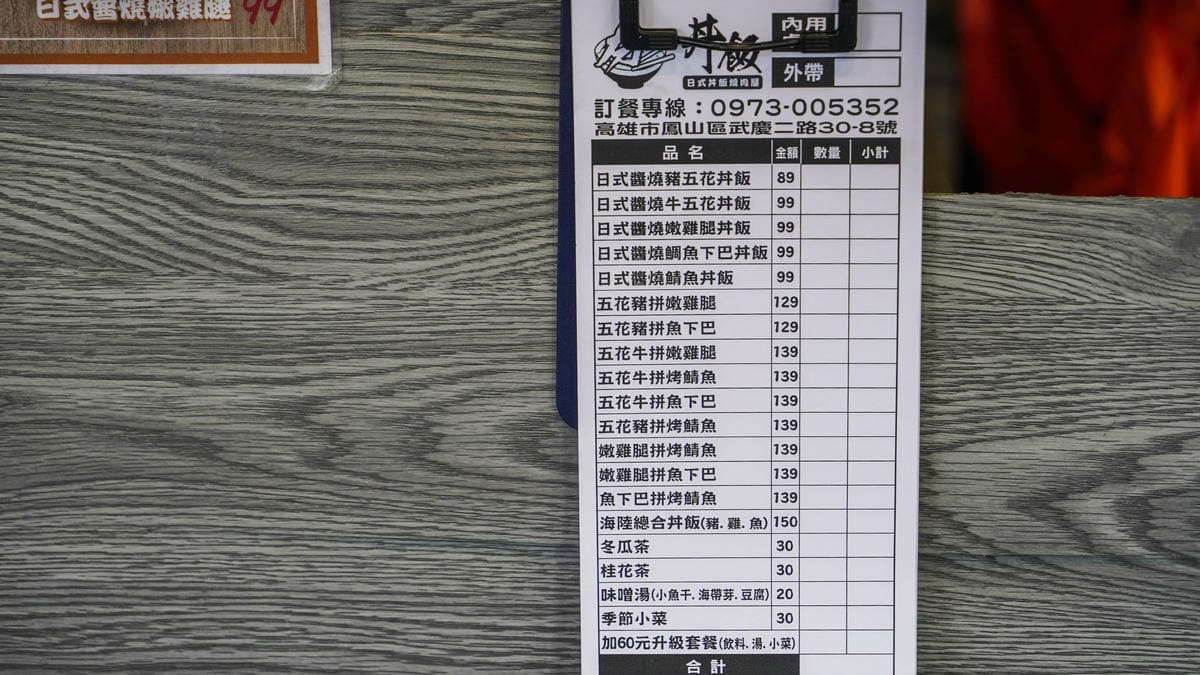 日式醬燒嫩雞腿 99
丼飯
日式丼飯燒肉屋
內用
外帶
訂餐專線：0973-005352
高雄市鳳山區武慶二路30-8號
品名 金額 數量 小計
日式醬燒豬五花丼飯 89
日式醬燒牛五花丼飯 99
日式醬燒嫩雞腿丼飯 99
日式醬燒鯛魚下巴丼飯 99
日式醬燒鯖魚丼飯 99
五花豬拼嫩雞腿 129
五花豬拼魚下巴 129
五花牛拼嫩雞腿 139
五花牛拼烤鯖魚 139
五花牛拼魚下巴 139
五花豬拼烤鯖魚 139
嫩雞腿拼烤鯖魚 139
嫩雞腿拼魚下巴 139
魚下巴拼烤鯖魚 139
海陸總合丼飯(豬.雞.魚) 150
冬瓜茶 30
桂花茶 30
味噌湯(小魚干.海帶芽.豆腐) 20
季節小菜 30
加60元升級套餐(飲料.湯.小菜)
合計